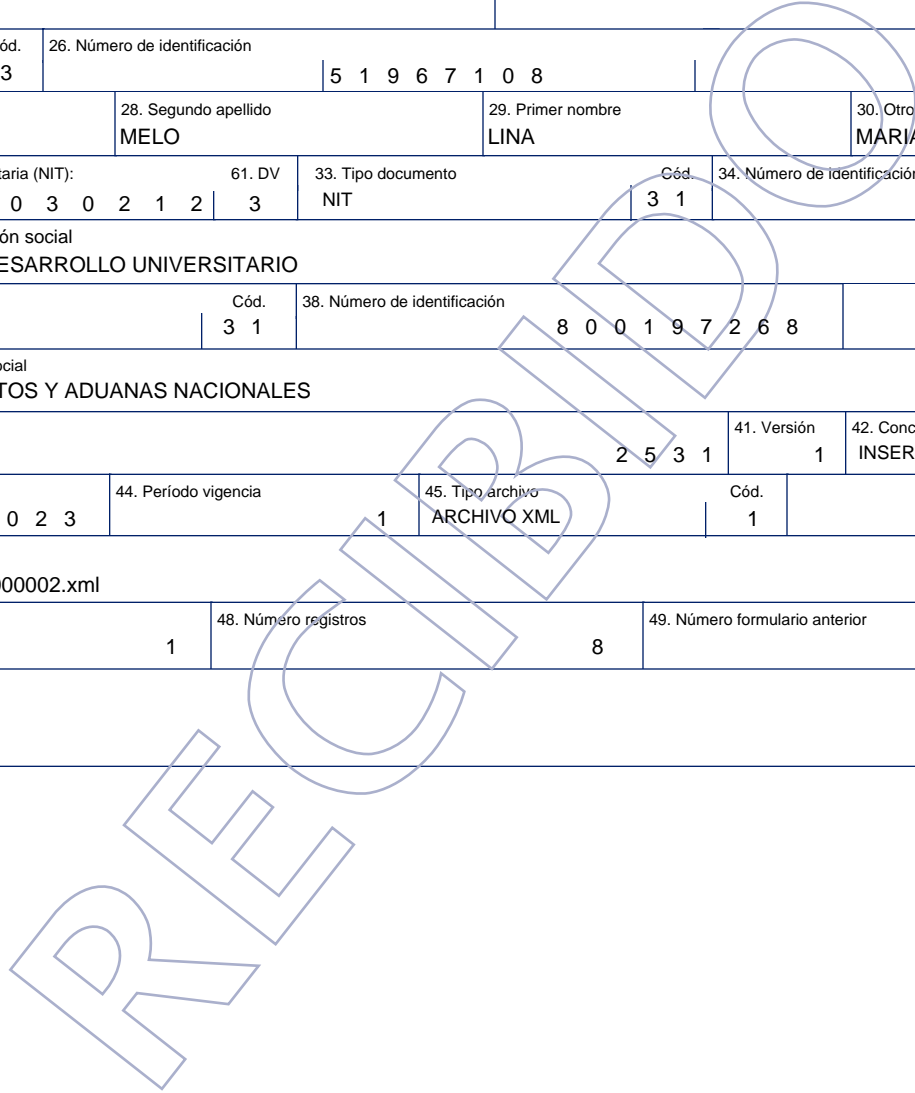 ód. 26. Número de identificación
3 5 1 9 6 7 1 0 8
28. Segundo apellido 29. Primer nombre 30. Otro
MELO LINA MARIA
taria (NIT): 61. DV 33. Tipo documento Cód. 34. Número de identificación
0 3 0 2 1 2 3 NIT 3 1
ón social
ESARROLLO UNIVERSITARIO
Cód. 38. Número de identificación
3 1 8 0 0 1 9 7 2 6 8
ocial
TOS Y ADUANAS NACIONALES
41. Versión 42. Conc
2 5 3 1 1 INSER
44. Período vigencia 45. Tipo archivo Cód.
0 2 3 1 ARCHIVO XML 1
000002.xml
48. Número registros 49. Número formulario anterior
1 8
RECIBIDO